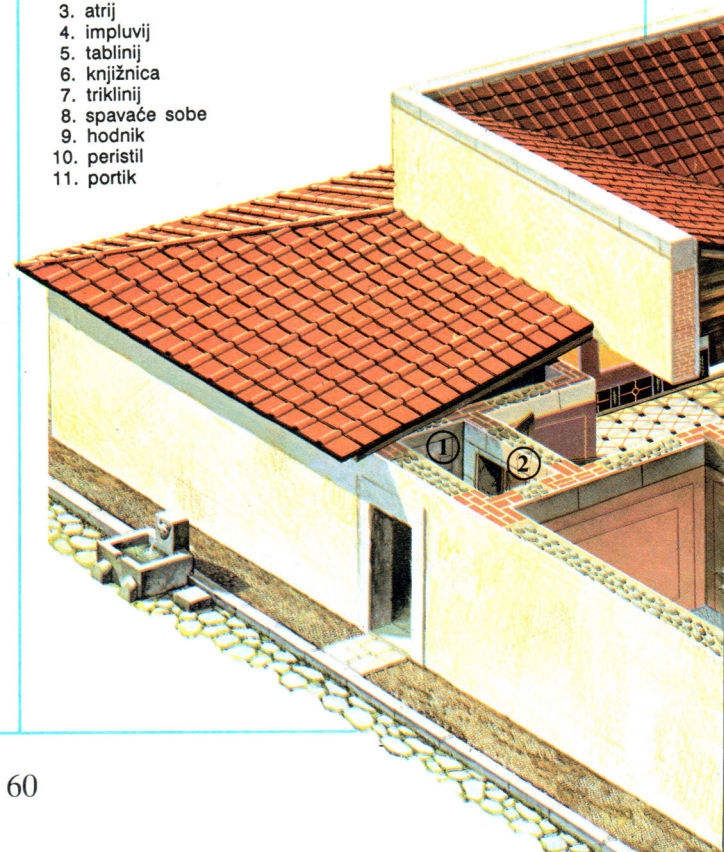 3. atrij
4. impluvij
5. tablinij
6. knjižnica
7. triklinij
8. spavaće sobe
9. hodnik
10. peristil
11. portik
1
2
60